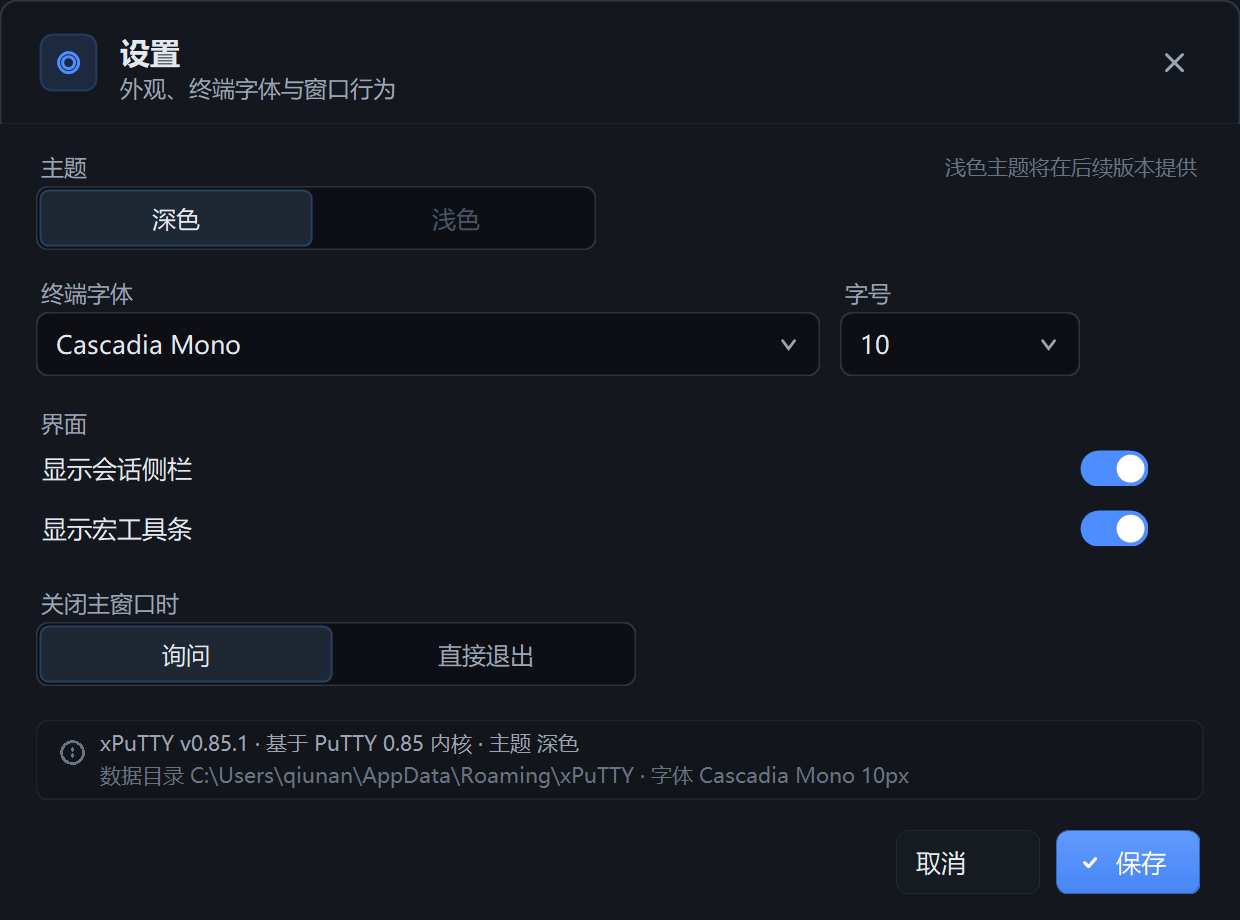 设置
外观、终端字体与窗口行为
主题
浅色主题将在后续版本提供
深色
浅色
终端字体
字号
Cascadia Mono
10
界面
显示会话侧栏
显示宏工具条
关闭主窗口时
询问
直接退出
xPuTTY v0.85.1 · 基于 PuTTY 0.85 内核 · 主题 深色
数据目录 C:\Users\qiunan\AppData\Roaming\xPuTTY · 字体 Cascadia Mono 10px
取消
保存